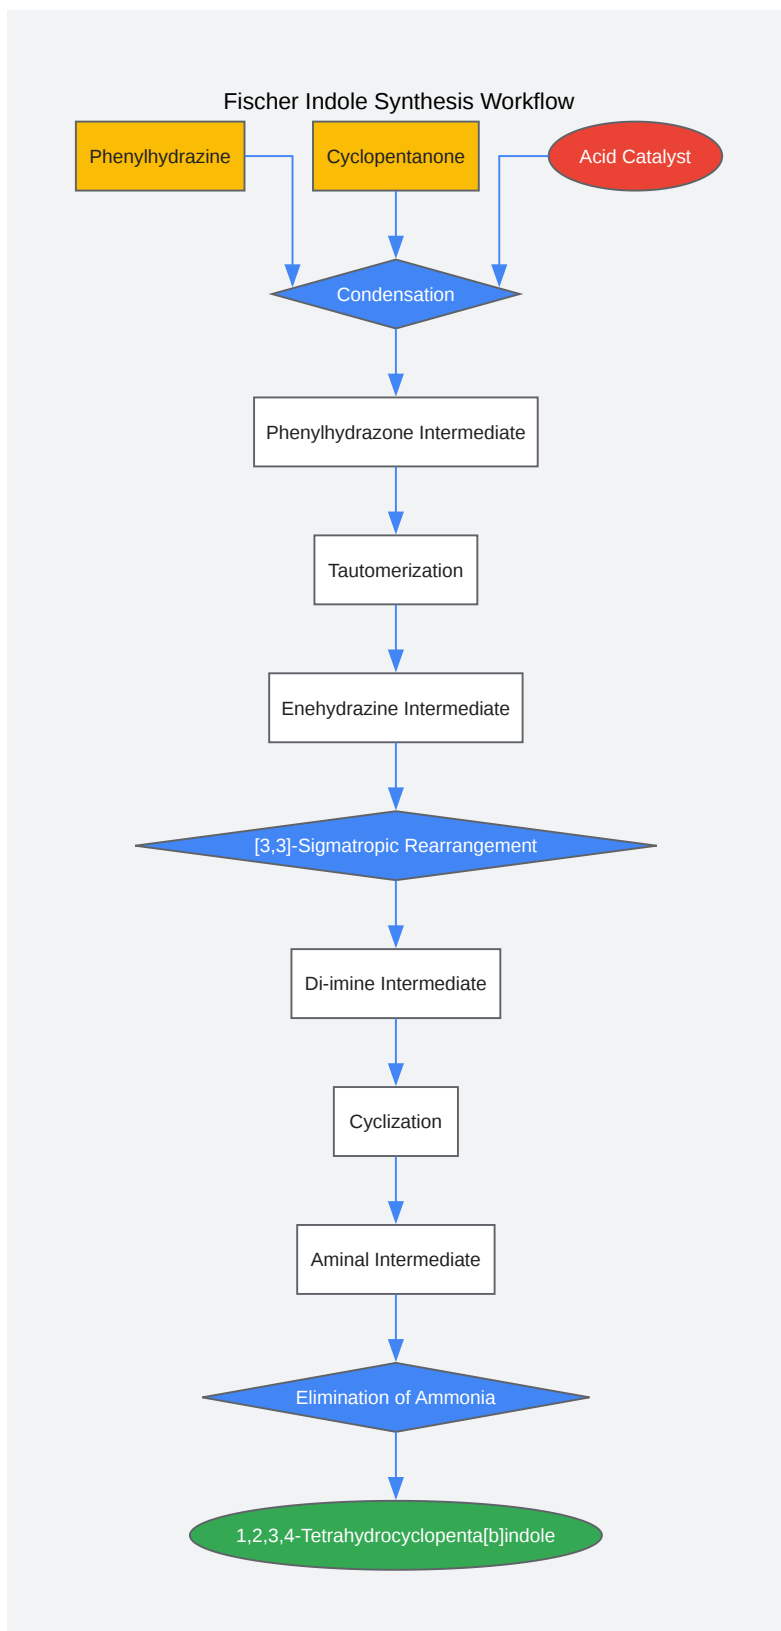 Fischer Indole Synthesis Workflow
Phenylhydrazine
Cyclopentanone
Acid Catalyst
Condensation
Phenylhydrazone Intermediate
Tautomerization
Enehydrazine Intermediate
[3,3]-Sigmatropic Rearrangement
Di-imine Intermediate
Cyclization
Aminal Intermediate
Elimination of Ammonia
1,2,3,4-Tetrahydrocyclopenta[b]indole